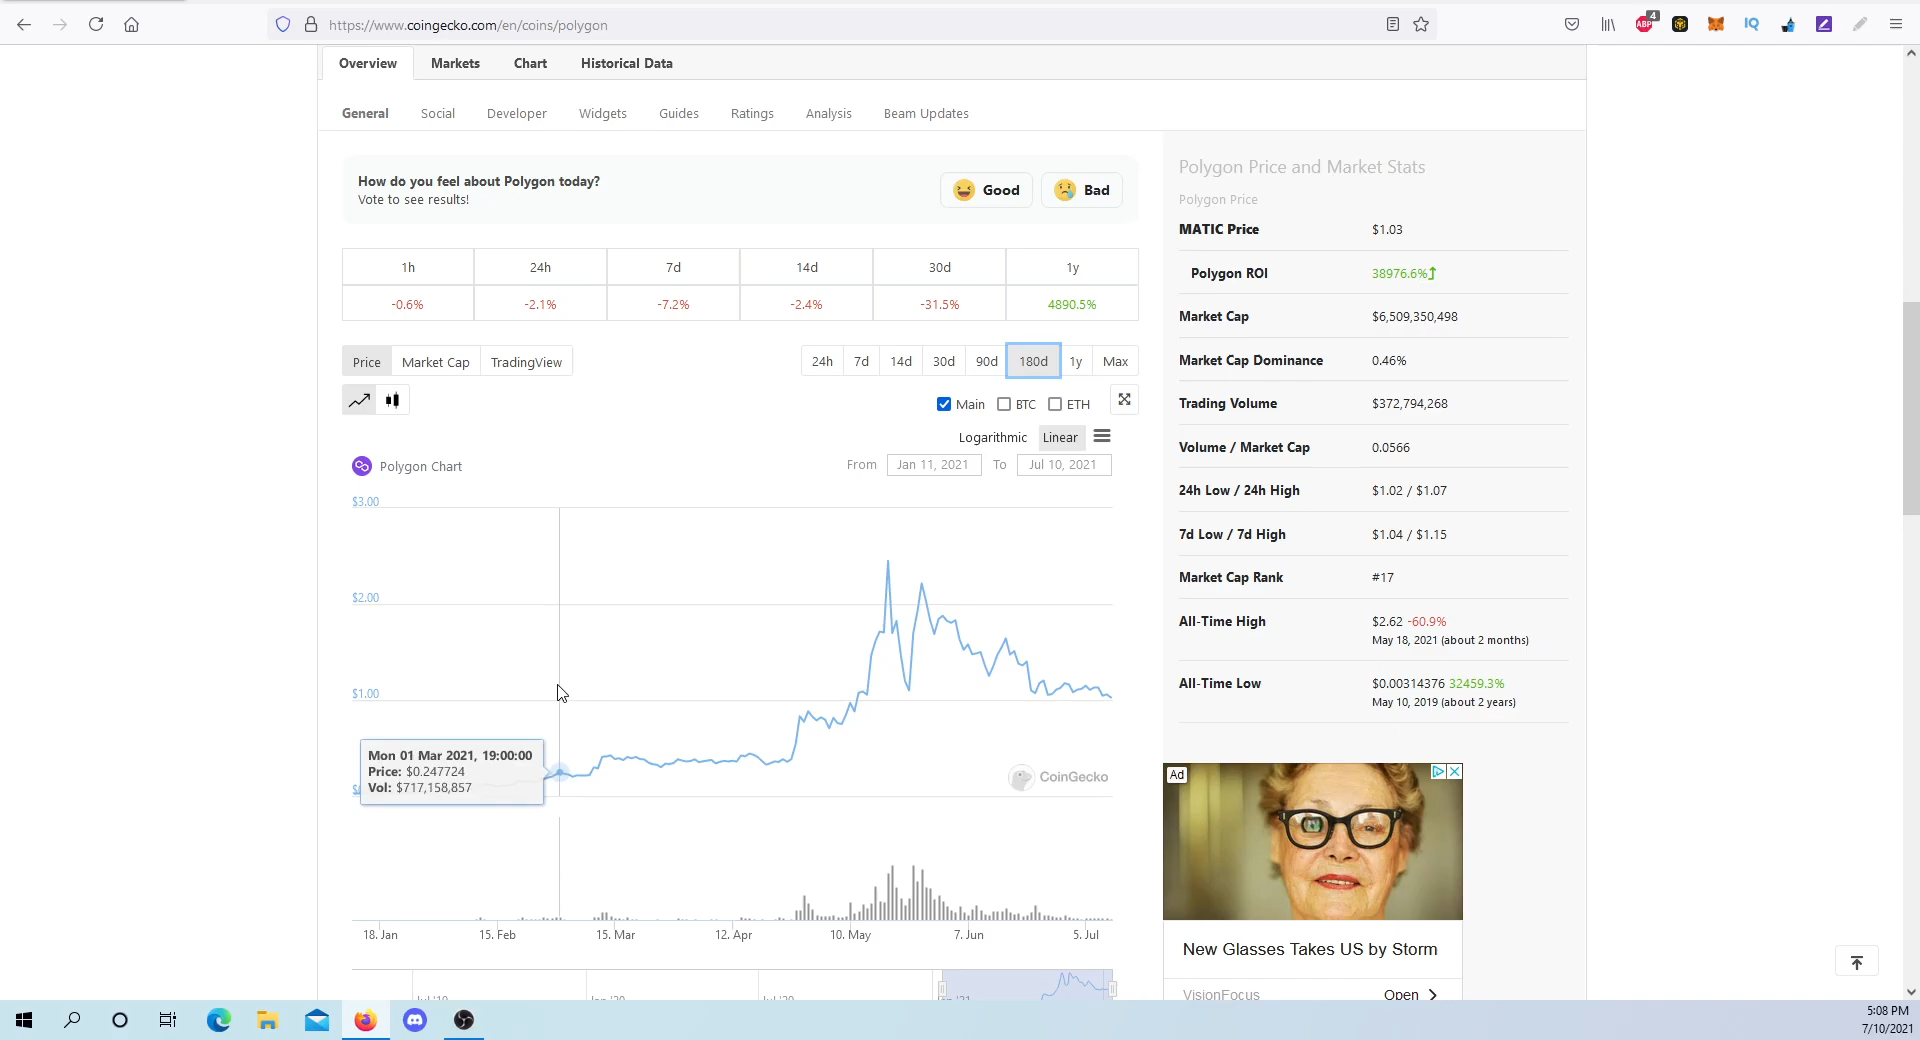 https://www.coingecko.com/en/coins/polygon
ABP 4
IQ
Overview Markets Chart Historical Data
General Social Developer Widgets Guides Ratings Analysis Beam Updates
How do you feel about Polygon today?
Vote to see results!
Good Bad
1h 24h 7d 14d 30d 1y
-0.6% -2.1% -7.2% -2.4% -31.5% 4890.5%
Price Market Cap TradingView
24h 7d 14d 30d 90d 180d 1y Max
Main BTC ETH
Logarithmic Linear
Polygon Chart
From Jan 11, 2021 To Jul 10, 2021
$3.00
$2.00
$1.00
Mon 01 Mar 2021, 19:00:00
Price: $0.247724
Vol: $717,158,857
CoinGecko
18. Jan 15. Feb 15. Mar 12. Apr 10. May 7. Jun 5. Jul
Polygon Price and Market Stats
Polygon Price
MATIC Price $1.03
Polygon ROI 38976.6%
Market Cap $6,509,350,498
Market Cap Dominance 0.46%
Trading Volume $372,794,268
Volume / Market Cap 0.0566
24h Low / 24h High $1.02 / $1.07
7d Low / 7d High $1.04 / $1.15
Market Cap Rank #17
All-Time High $2.62 -60.9%
May 18, 2021 (about 2 months)
All-Time Low $0.00314376 32459.3%
May 10, 2019 (about 2 years)
Ad
New Glasses Takes US by Storm
VisionFocus Open
5:08 PM
7/10/2021